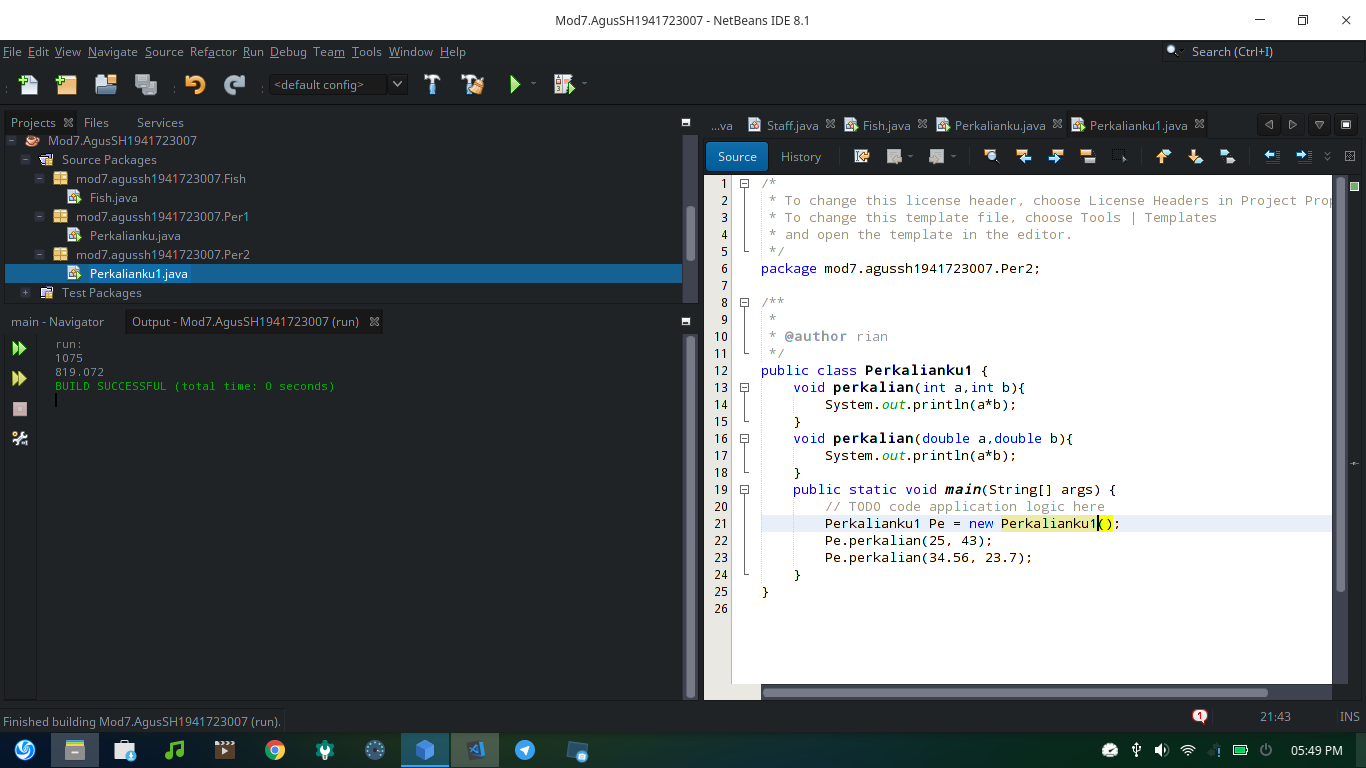 Mod7.AgusSH1941723007 - NetBeans IDE 8.1
File Edit View Navigate Source Refactor Run Debug Team Tools Window Help
Search (Ctrl+I)
<default config>
Projects Files Services
Mod7.AgusSH1941723007
Source Packages
mod7.agussh1941723007.Fish
Fish.java
mod7.agussh1941723007.Per1
Perkalianku.java
mod7.agussh1941723007.Per2
Perkalianku1.java
Test Packages
main - Navigator
Output - Mod7.AgusSH1941723007 (run)
run:
1075
819.072
BUILD SUCCESSFUL (total time: 0 seconds)
...va Staff.java Fish.java Perkalianku.java Perkalianku1.java
Source History
1 /*
2 * To change this license header, choose License Headers in Project Prop
3 * To change this template file, choose Tools | Templates
4 * and open the template in the editor.
5 */
6 package mod7.agussh1941723007.Per2;
7
8 /**
9 *
10 * @author rian
11 */
12 public class Perkalianku1 {
13 void perkalian(int a,int b){
14 System.out.println(a*b);
15 }
16 void perkalian(double a,double b){
17 System.out.println(a*b);
18 }
19 public static void main(String[] args) {
20 // TODO code application logic here
21 Perkalianku1 Pe = new Perkalianku1();
22 Pe.perkalian(25, 43);
23 Pe.perkalian(34.56, 23.7);
24 }
25 }
26
Finished building Mod7.AgusSH1941723007 (run).
1
21:43
INS
05:49 PM